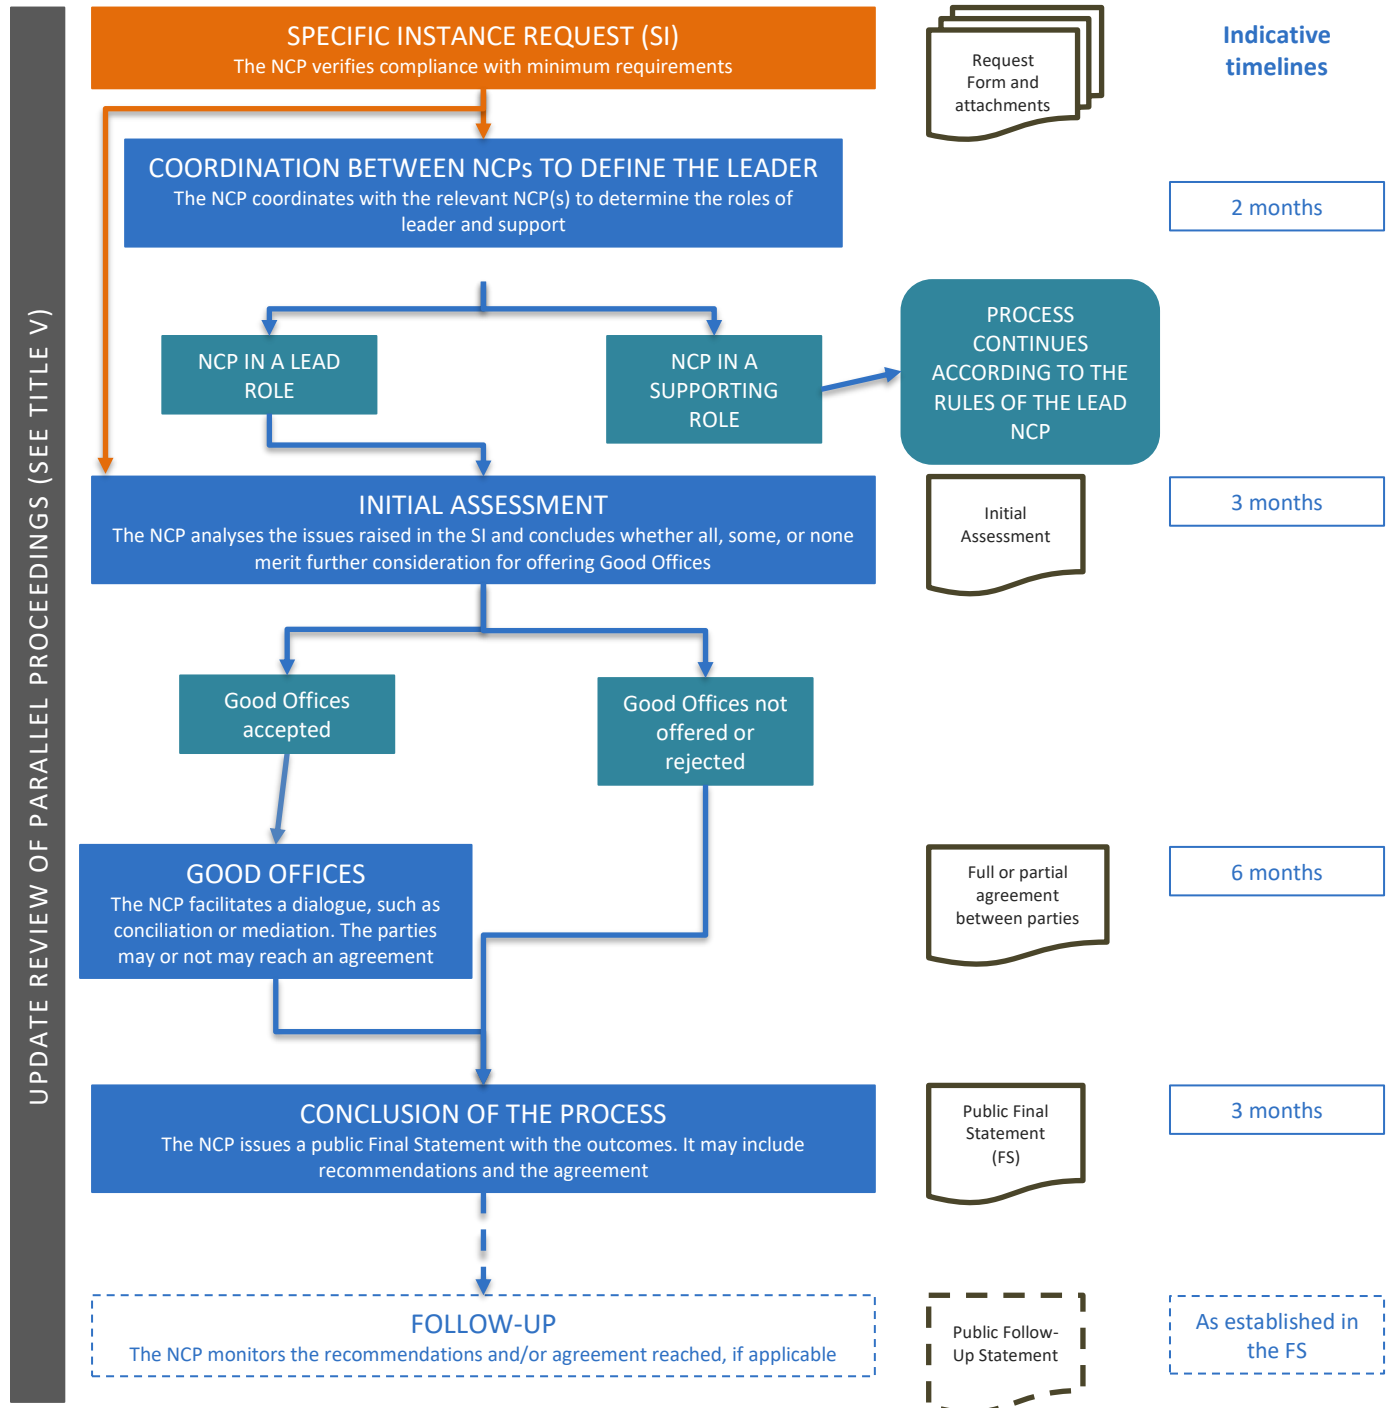 UPDATE REVIEW OF PARALLEL PROCEEDINGS (SEE TITLE V)
SPECIFIC INSTANCE REQUEST (SI)
The NCP verifies compliance with minimum requirements
Request
Form and
attachments
Indicative
timelines
COORDINATION BETWEEN NCPs TO DEFINE THE LEADER
The NCP coordinates with the relevant NCP(s) to determine the roles of
leader and support
2 months
NCP IN A LEAD
ROLE
NCP IN A
SUPPORTING
ROLE
PROCESS
CONTINUES
ACCORDING TO THE
RULES OF THE LEAD
NCP
INITIAL ASSESSMENT
The NCP analyses the issues raised in the SI and concludes whether all, some, or none
merit further consideration for offering Good Offices
Initial
Assessment
3 months
Good Offices
accepted
Good Offices not
offered or
rejected
GOOD OFFICES
The NCP facilitates a dialogue, such as
conciliation or mediation. The parties
may or not may reach an agreement
Full or partial
agreement
between parties
6 months
CONCLUSION OF THE PROCESS
The NCP issues a public Final Statement with the outcomes. It may include
recommendations and the agreement
Public Final
Statement
(FS)
3 months
FOLLOW-UP
The NCP monitors the recommendations and/or agreement reached, if applicable
Public Follow-
Up Statement
As established in
the FS